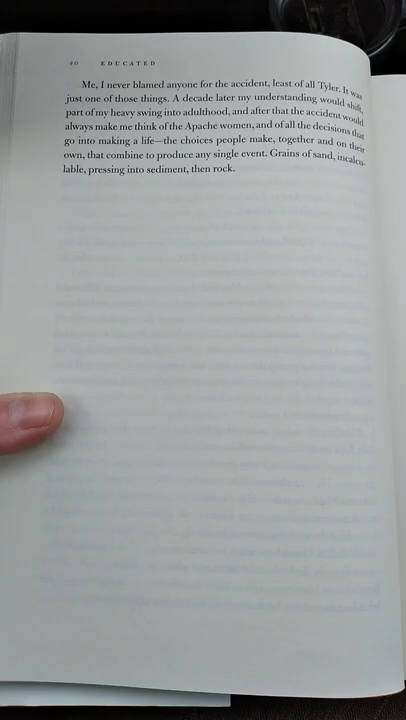 40 EDUCATED
Me, I never blamed anyone for the accident, least of all Tyler. It was
just one of those things. A decade later my understanding would shift,
part of my heavy swing into adulthood, and after that the accident would
always make me think of the Apache women, and of all the decisions that
go into making a life—the choices people make, together and on their
own, that combine to produce any single event. Grains of sand, incalcu-
lable, pressing into sediment, then rock.